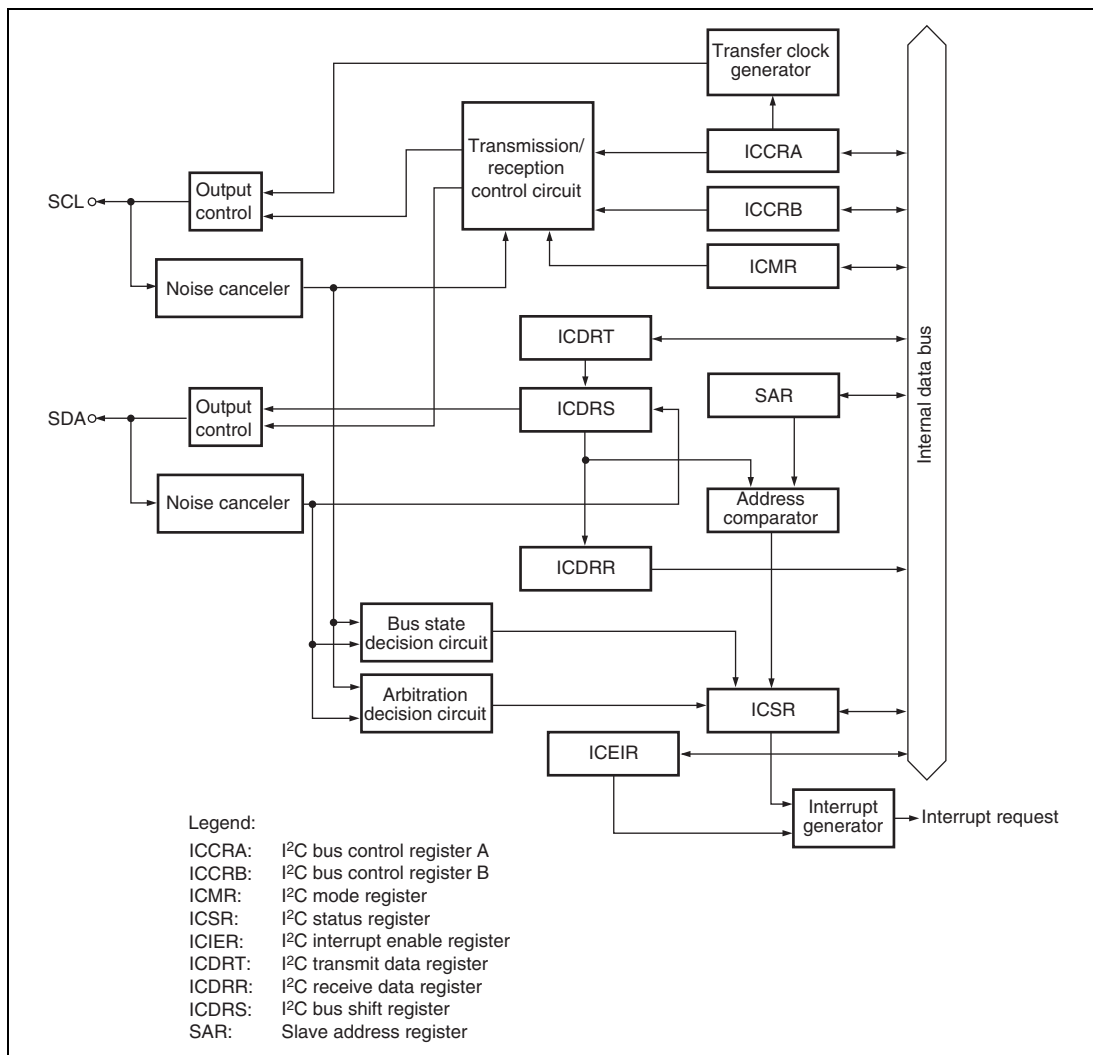 Transfer clock
generator
Transmission/
reception
control circuit
ICCRA
SCL
Output
control
ICCRB
ICMR
Noise canceler
ICDRT
Internal data bus
SAR
SDA
Output
control
ICDRS
Noise canceler
Address
comparator
ICDRR
Bus state
decision circuit
Arbitration
decision circuit
ICSR
ICEIR
Interrupt
generator
Interrupt request
Legend:
ICCRA: I²C bus control register A
ICCRB: I²C bus control register B
ICMR: I²C mode register
ICSR: I²C status register
ICIER: I²C interrupt enable register
ICDRT: I²C transmit data register
ICDRR: I²C receive data register
ICDRS: I²C bus shift register
SAR: Slave address register